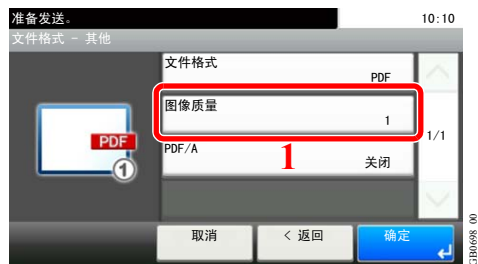 准备发送。 10:10
文件格式 - 其他
文件格式
PDF
图像质量
1
1/1
PDF/A
关闭
1
PDF
1
取消 < 返回 确定
GB0698_00